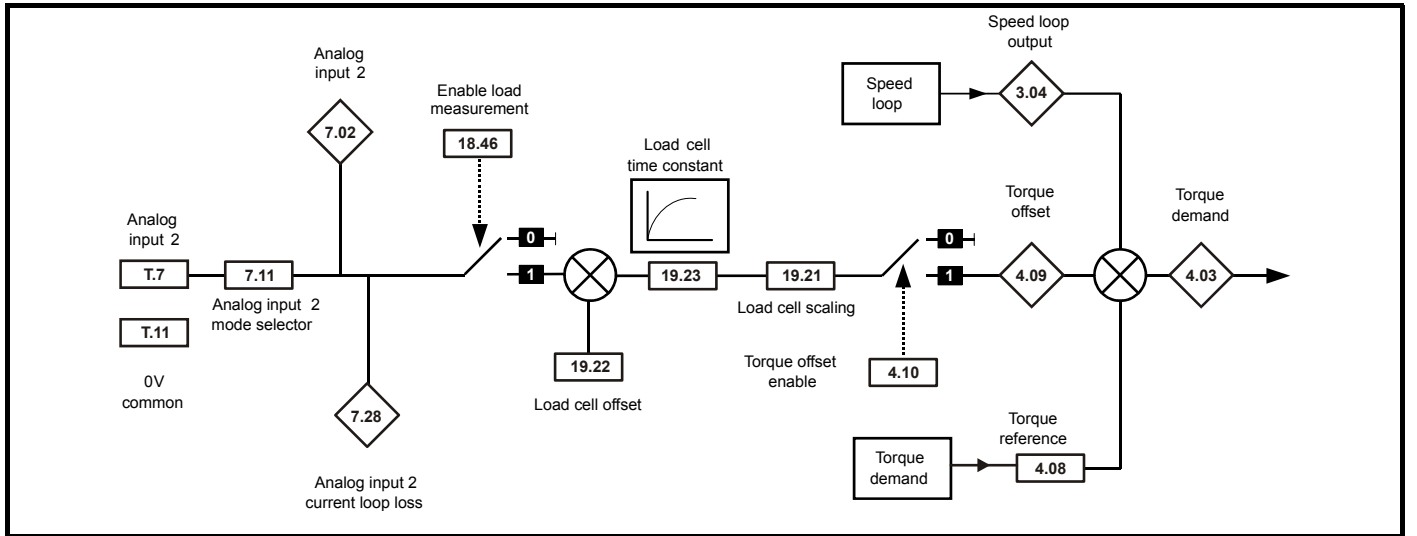 Analog
input 2
7.02
Enable load
measurement
18.46
Speed loop
output
Speed
loop
3.04
Load cell
time constant
Analog
input 2
T.7
7.11
Analog input 2
mode selector
T.11
0V
common
7.28
Analog input 2
current loop loss
0
1
19.22
Load cell offset
19.23
19.21
Load cell scaling
0
1
Torque offset
enable
4.10
Torque
offset
4.09
Torque
demand
4.03
Torque
demand
Torque
reference
4.08